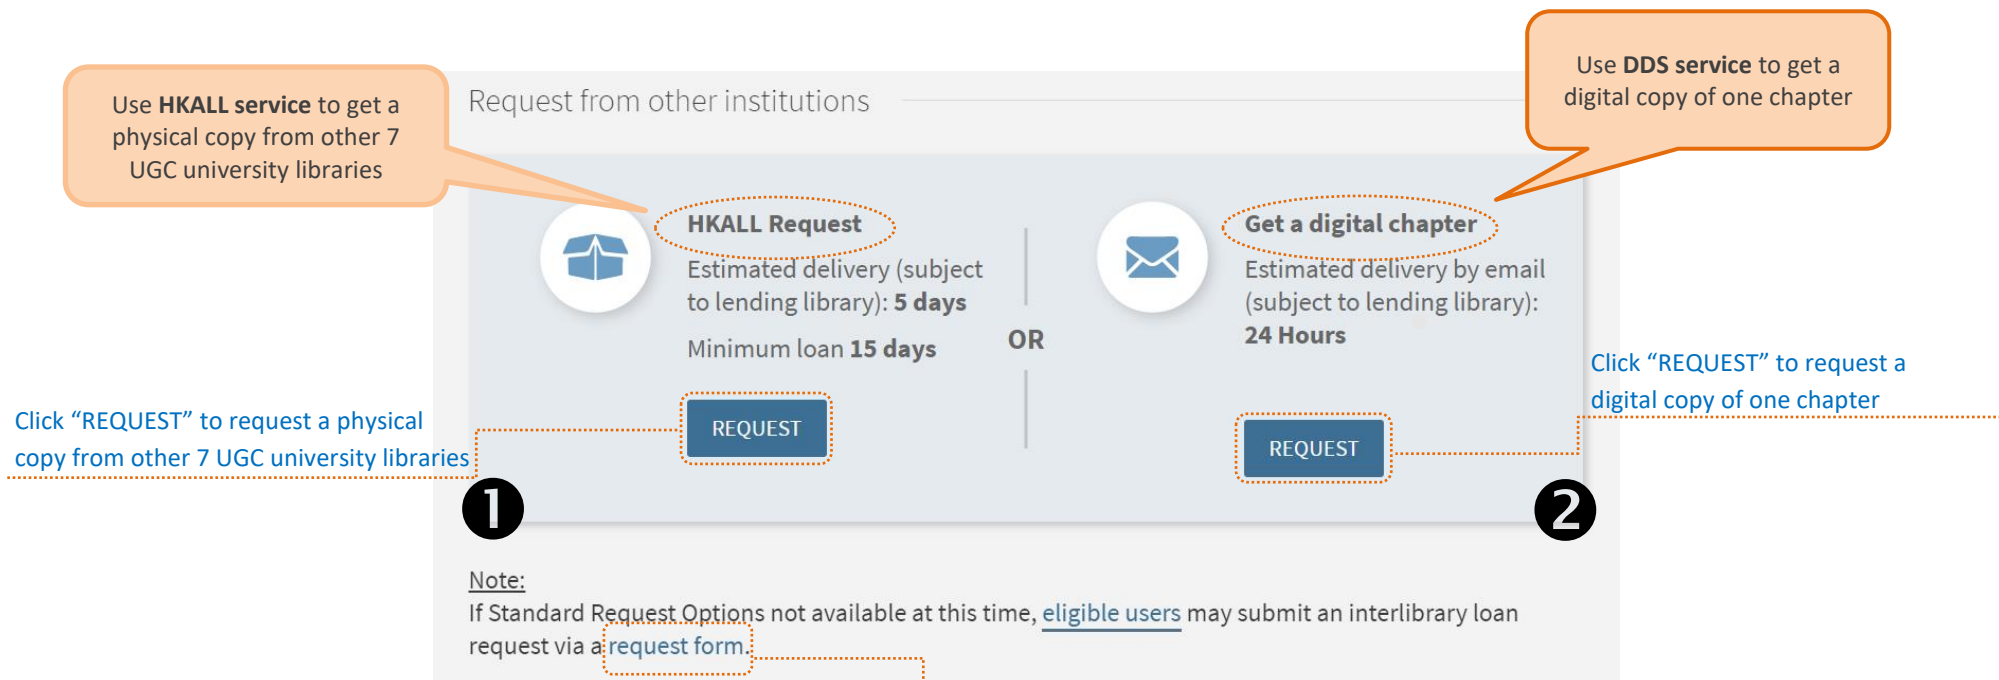 Use HKALL service to get a
physical copy from other 7
UGC university libraries
Request from other institutions
Use DDS service to get a
digital copy of one chapter
HKALL Request
Estimated delivery (subject
to lending library): 5 days
Minimum loan 15 days
REQUEST
OR
Get a digital chapter
Estimated delivery by email
(subject to lending library):
24 Hours
REQUEST
Click “REQUEST” to request a physical
copy from other 7 UGC university libraries
1
Click “REQUEST” to request a
digital copy of one chapter
2
Note:
If Standard Request Options not available at this time, eligible users may submit an interlibrary loan
request via a request form.